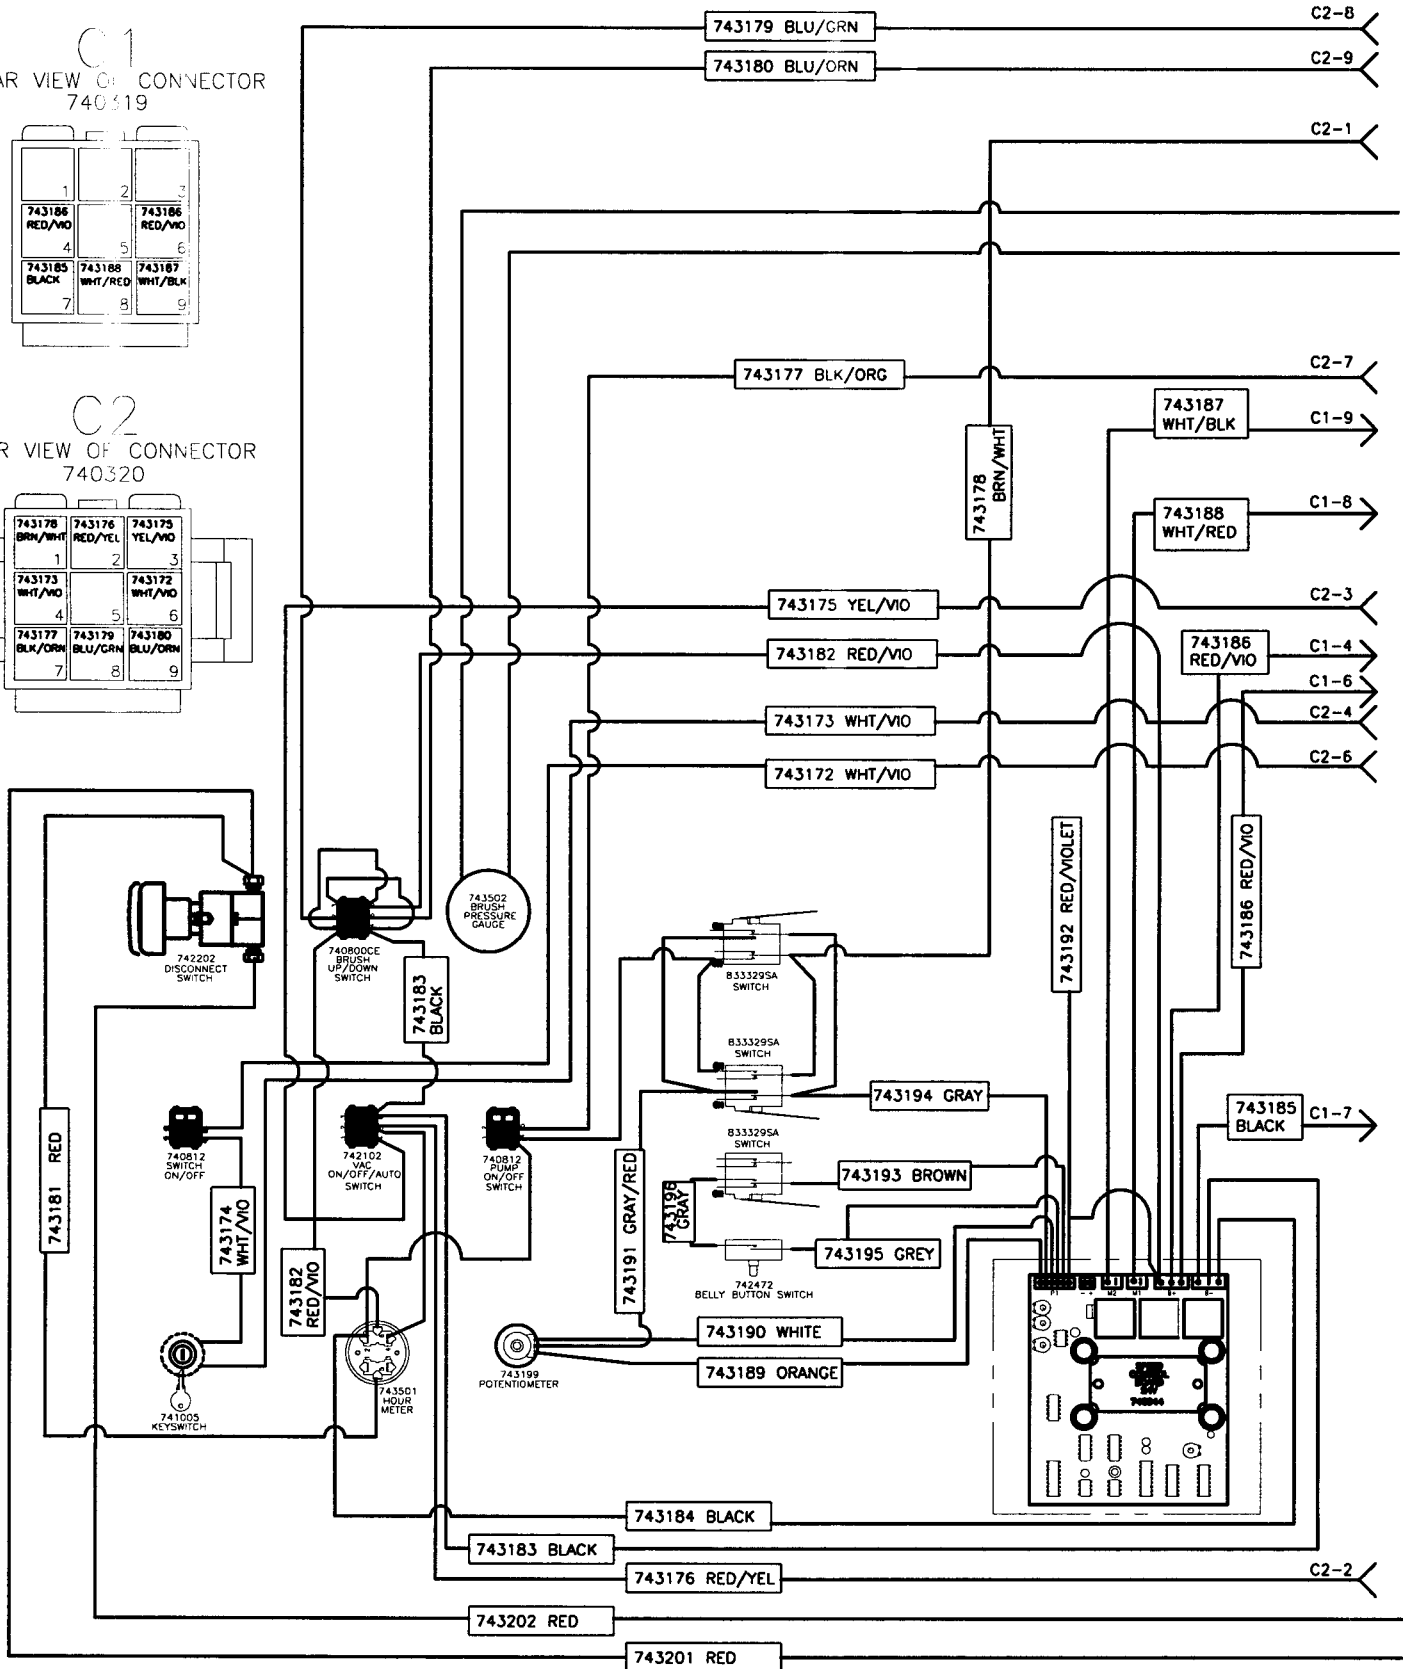 743179 BLU/GRN
C2-8
743180 BLU/ORN
C2-9
C2-1
C1
AR VIEW OF CONNECTOR
740319
1
2
3
743186
RED/VIO
4
5
743186
RED/VIO
6
743185
BLACK
7
743188
WHT/RED
8
743187
WHT/BLK
9
743177 BLK/ORG
C2-7
743187
WHT/BLK
C1-9
C2
R VIEW OF CONNECTOR
740320
743178
BRN/WHT
1
743176
RED/YEL
2
743175
YEL/VIO
3
743173
WHT/VIO
4
5
743172
WHT/VIO
6
743177
BLK/ORN
7
743179
BLU/GRN
8
743180
BLU/ORN
9
743178
BRN/WHT
743188
WHT/RED
C1-8
743175 YEL/VIO
C2-3
743182 RED/VIO
743186
RED/VIO
C1-4
C1-6
743173 WHT/VIO
C2-4
743172 WHT/VIO
C2-6
743192 RED/VIOLET
743186 RED/VIO
742202
DISCONNECT
SWITCH
740800CE
BRUSH
UP/DOWN
SWITCH
743502
BRUSH
PRESSURE
GAUGE
743183
BLACK
833329SA
SWITCH
833329SA
SWITCH
743194 GRAY
743185
BLACK
C1-7
743181 RED
740812
SWITCH
ON/OFF
742102
VAC
ON/OFF/AUTO
SWITCH
740812
PUMP
ON/OFF
SWITCH
833329SA
SWITCH
743193 BROWN
743174
WHT/VIO
743191 GRAY/RED
743196
GRAY
743195 GREY
743182
RED/VIO
742472
BELLY BUTTON SWITCH
P1
- +
M2
M1
B+
B-
743190 WHITE
743189 ORANGE
741005
KEYSWITCH
743501
HOUR
METER
743199
POTENTIOMETER
SPEED
CONTROL
24V
743184 BLACK
743183 BLACK
743176 RED/YEL
C2-2
743202 RED
743201 RED